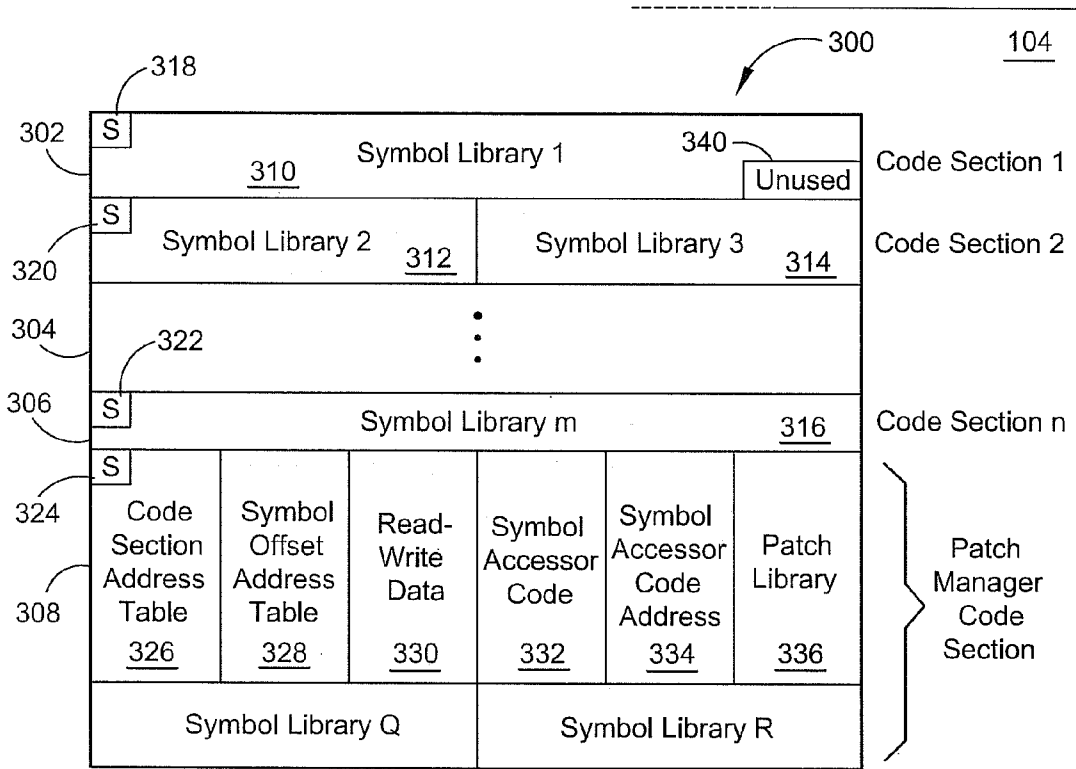 300
104
318
302
S
Symbol Library 1
340
310
Unused
Code Section 1
S
320
Symbol Library 2
312
Symbol Library 3
314
Code Section 2
304
322
306
S
Symbol Library m
316
Code Section n
S
324
308
Code
Section
Address
Table
326
Symbol
Offset
Address
Table
328
Read-
Write
Data
330
Symbol
Accessor
Code
332
Symbol
Accessor
Code
Address
334
Patch
Library
336
Patch
Manager
Code
Section
Symbol Library Q
Symbol Library R